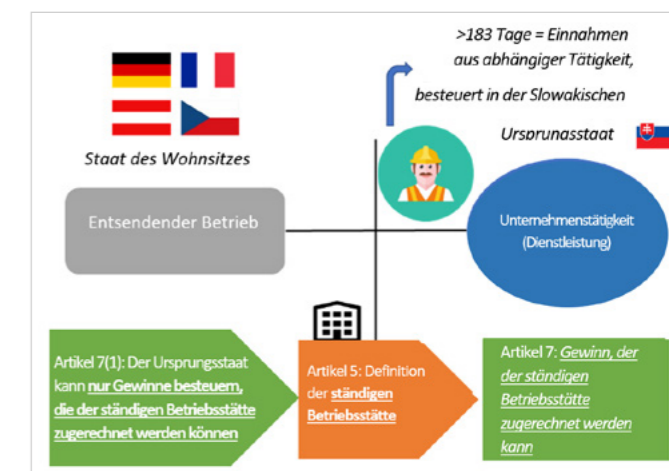 >183 Tage = Einnahmen
aus abhängiger Tätigkeit,
besteuert in der Slowakischen
Ursprungsstaat
Staat des Wohnsitzes
Entsendender Betrieb
Unternehmenstätigkeit
(Dienstleistung)
Artikel 7(1): Der Ursprungsstaat
kann nur Gewinne besteuern,
die der ständigen Betriebsstätte
zugerechnet werden können
Artikel 5: Definition
der ständigen
Betriebsstätte
Artikel 7: Gewinn, der
der ständigen
Betriebsstätte
zugerechnet werden
kann